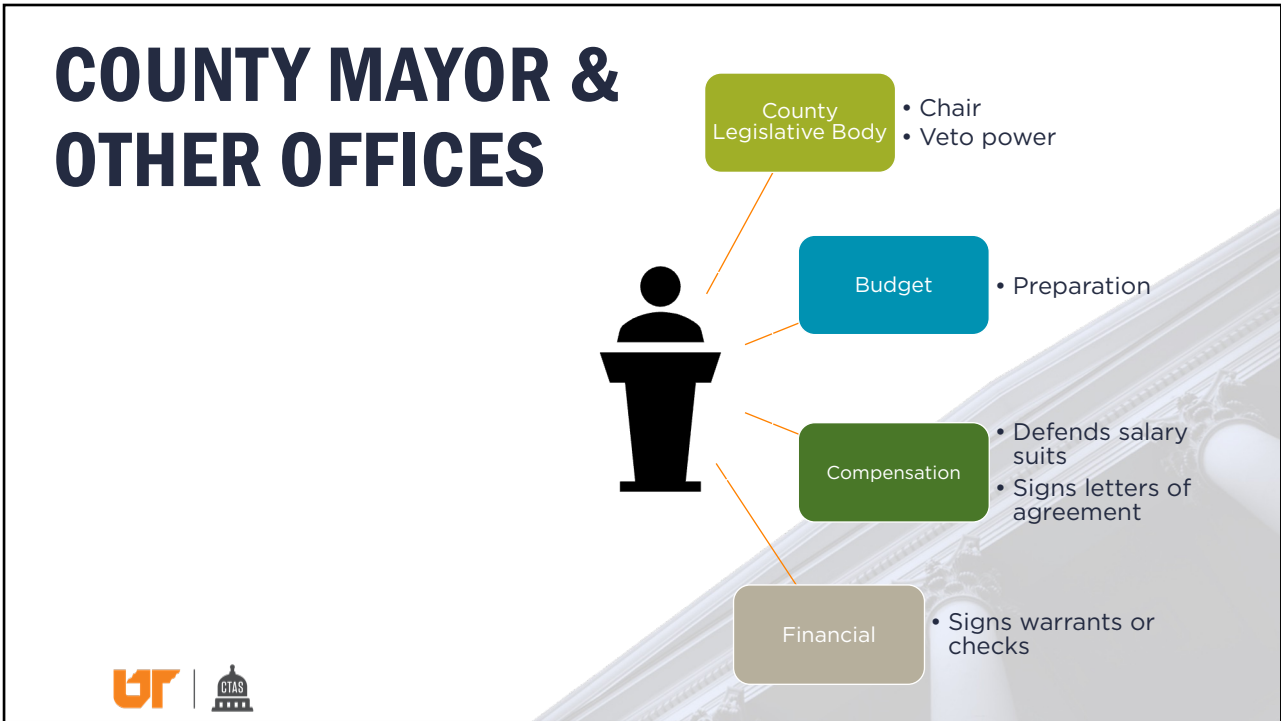 COUNTY MAYOR &
OTHER OFFICES
County
Legislative Body
• Chair
• Veto power
Budget
• Preparation
Compensation
• Defends salary
suits
• Signs letters of
agreement
Financial
• Signs warrants or
checks
UT
CTAS